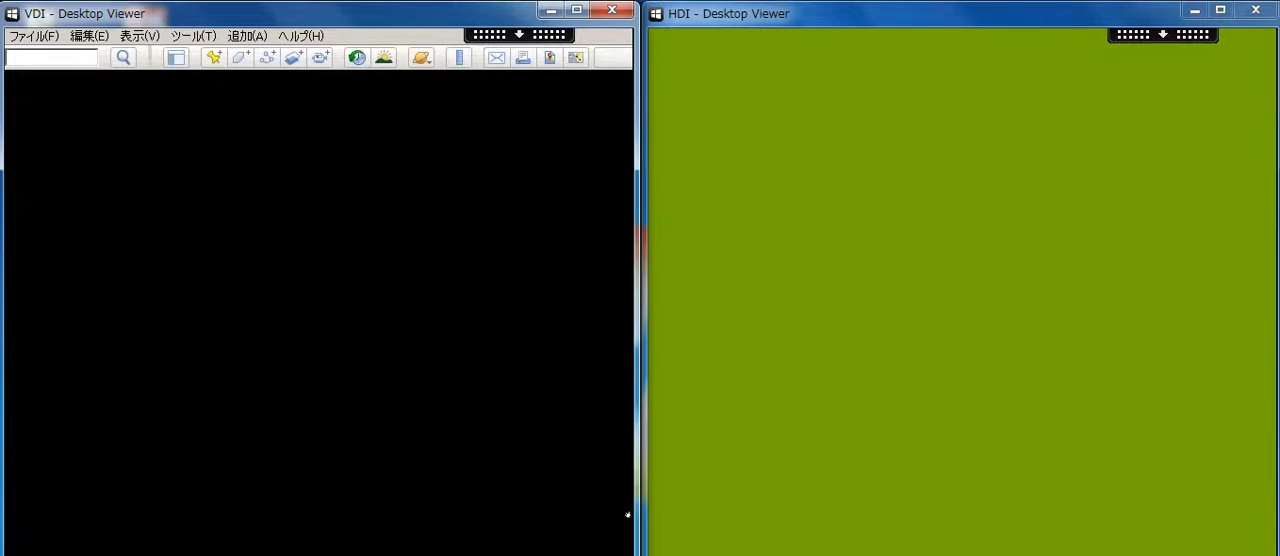 VDI - Desktop Viewer
HDI - Desktop Viewer
ファイル(F) 編集(E) 表示(V) ツール(T) 追加(A) ヘルプ(H)